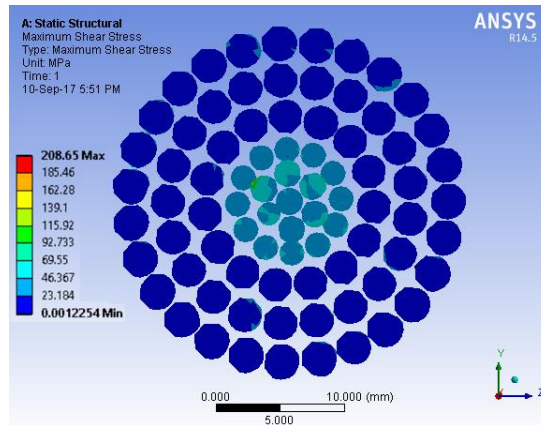 A: Static Structural
Maximum Shear Stress
Type: Maximum Shear Stress
Unit: MPa
Time: 1
10-Sep-17 5:51 PM
ANSYS
R14.5
208.65 Max
185.46
162.28
139.1
115.92
92.733
69.55
46.367
23.184
0.0012254 Min
Y
Z
0.000 10.000 (mm)
5.000